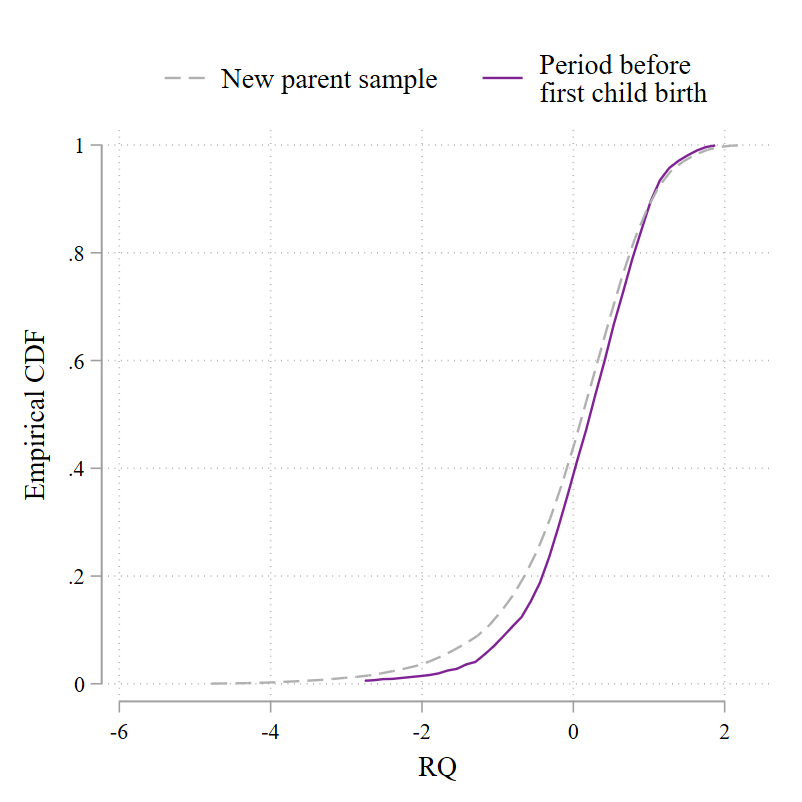 New parent sample
Period before
first child birth
1
.8
.6
.4
.2
0
Empirical CDF
-6
-4
-2
0
2
RQ